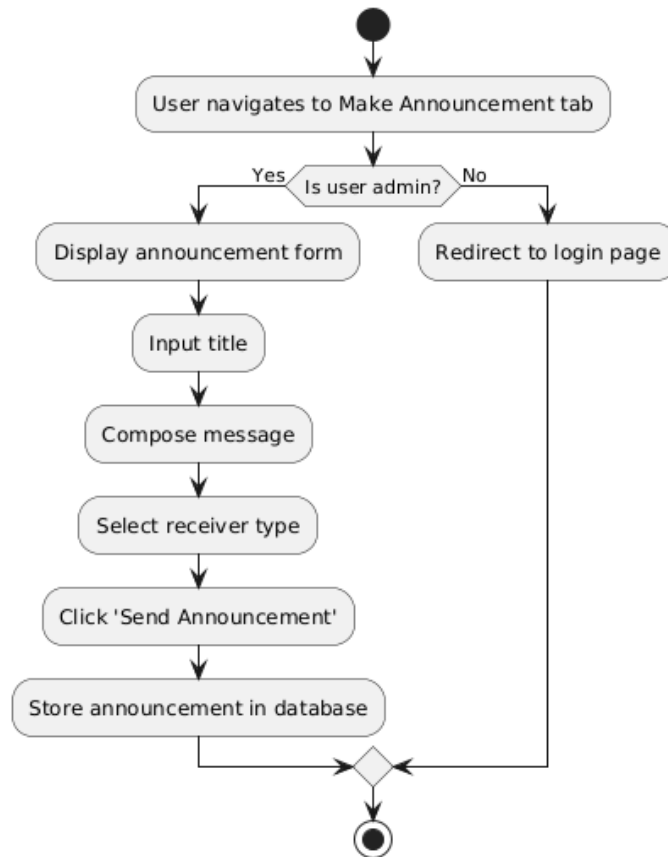 User navigates to Make Announcement tab
Yes
Is user admin?
No
Display announcement form
Redirect to login page
Input title
Compose message
Select receiver type
Click 'Send Announcement'
Store announcement in database